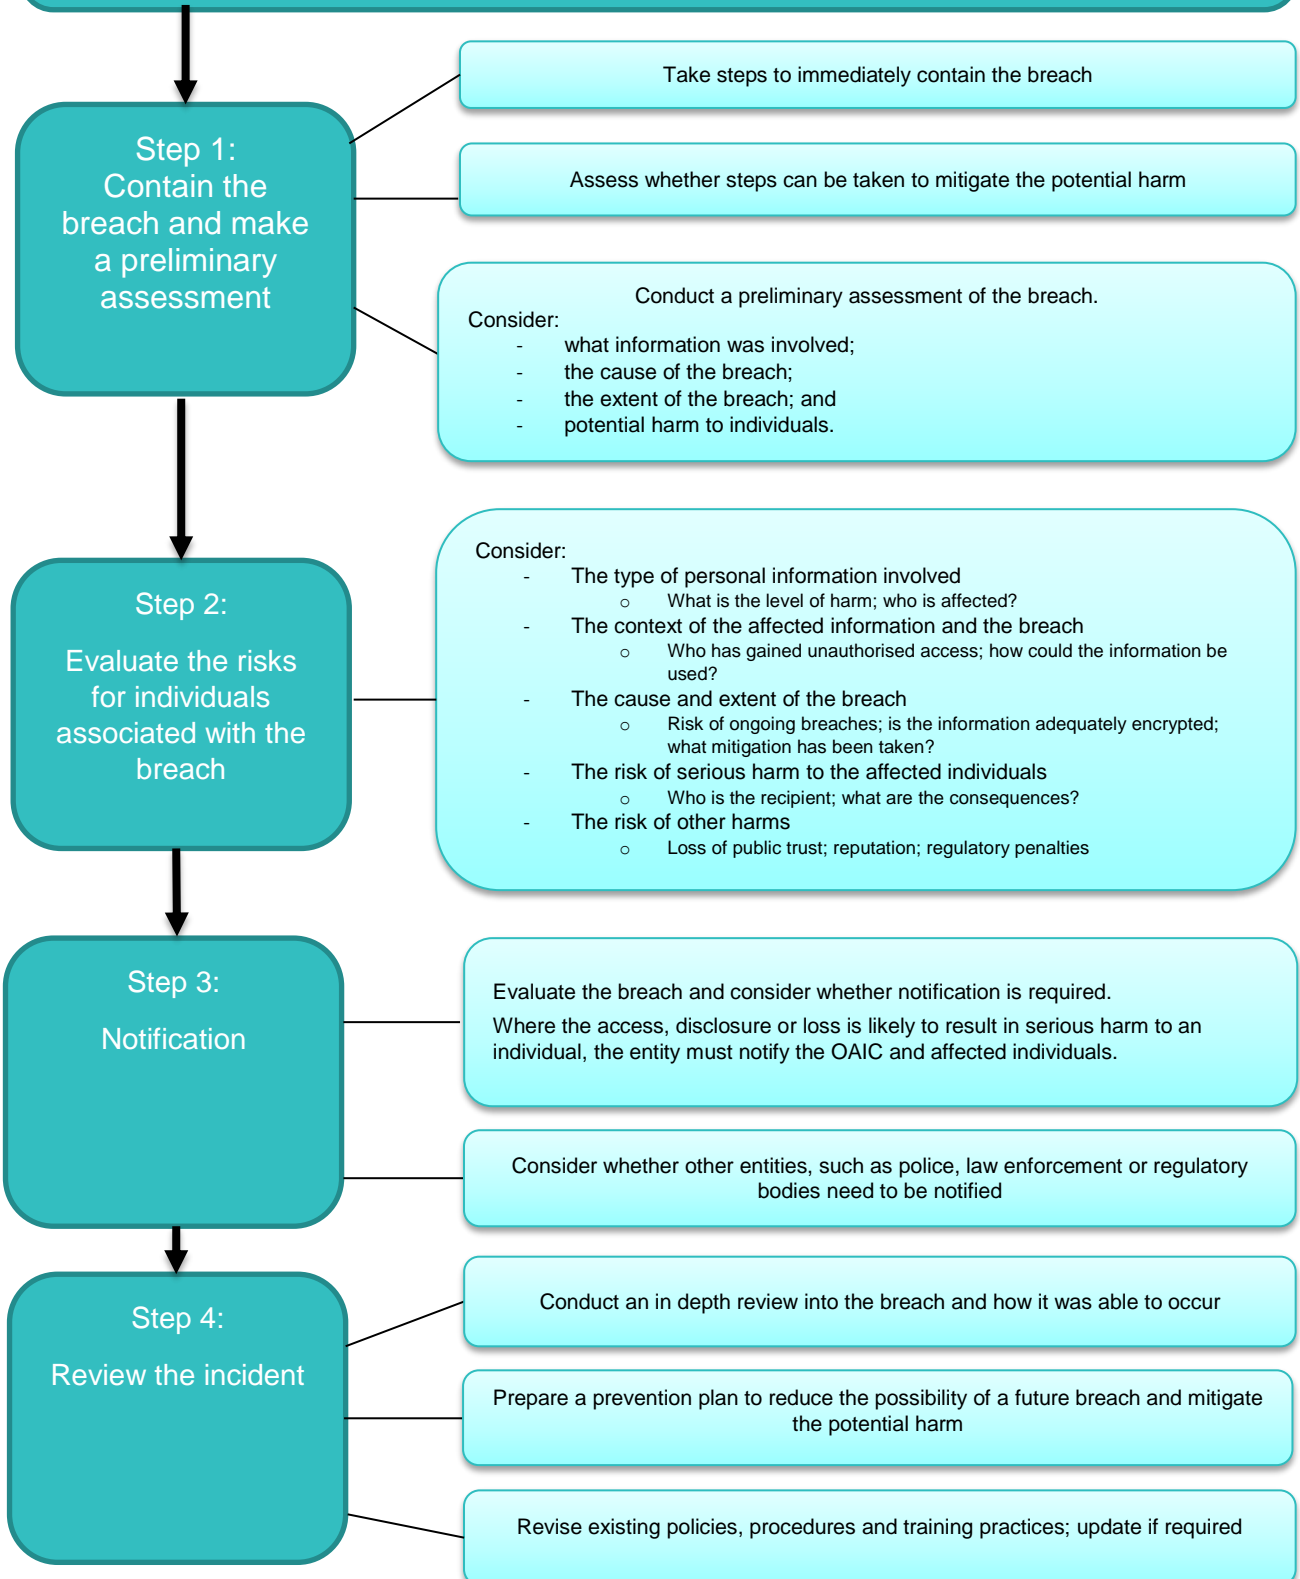 Step 1:
Contain the
breach and make
a preliminary
assessment
Take steps to immediately contain the breach
Assess whether steps can be taken to mitigate the potential harm
Conduct a preliminary assessment of the breach.
Consider:
- what information was involved;
- the cause of the breach;
- the extent of the breach; and
- potential harm to individuals.
Step 2:
Evaluate the risks
for individuals
associated with the
breach
Consider:
- The type of personal information involved
o What is the level of harm; who is affected?
- The context of the affected information and the breach
o Who has gained unauthorised access; how could the information be
used?
- The cause and extent of the breach
o Risk of ongoing breaches; is the information adequately encrypted;
what mitigation has been taken?
- The risk of serious harm to the affected individuals
o Who is the recipient; what are the consequences?
- The risk of other harms
o Loss of public trust; reputation; regulatory penalties
Step 3:
Notification
Evaluate the breach and consider whether notification is required.
Where the access, disclosure or loss is likely to result in serious harm to an
individual, the entity must notify the OAIC and affected individuals.
Consider whether other entities, such as police, law enforcement or regulatory
bodies need to be notified
Step 4:
Review the incident
Conduct an in depth review into the breach and how it was able to occur
Prepare a prevention plan to reduce the possibility of a future breach and mitigate
the potential harm
Revise existing policies, procedures and training practices; update if required